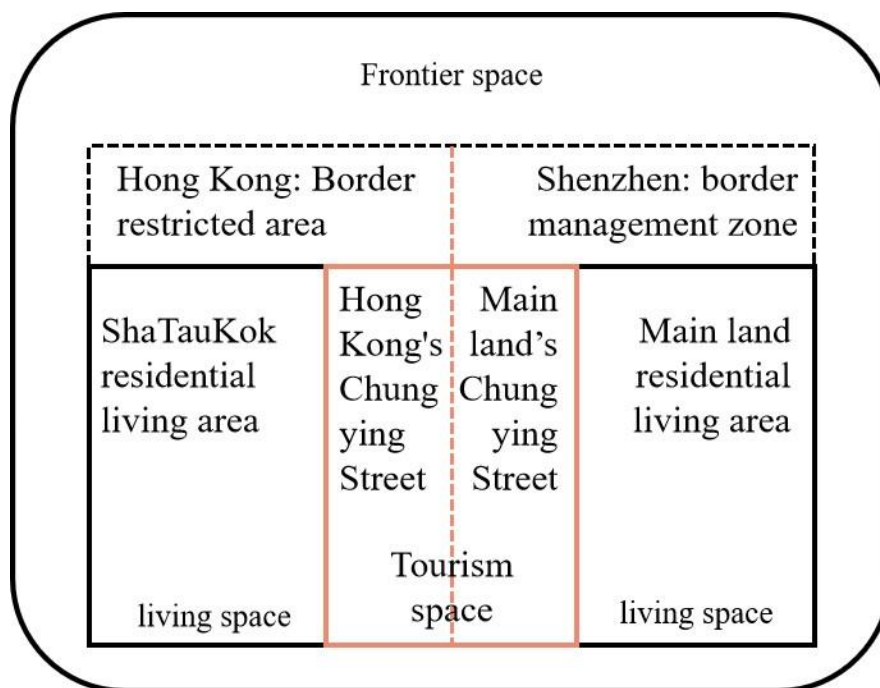 Frontier space
Hong Kong: Border
restricted area
Shenzhen: border
management zone
ShaTauKok
residential
living area
living space
Hong
Kong's
Chung
ying
Street
Main
land’s
Chung
ying
Street
Tourism
space
Main land
residential
living area
living space